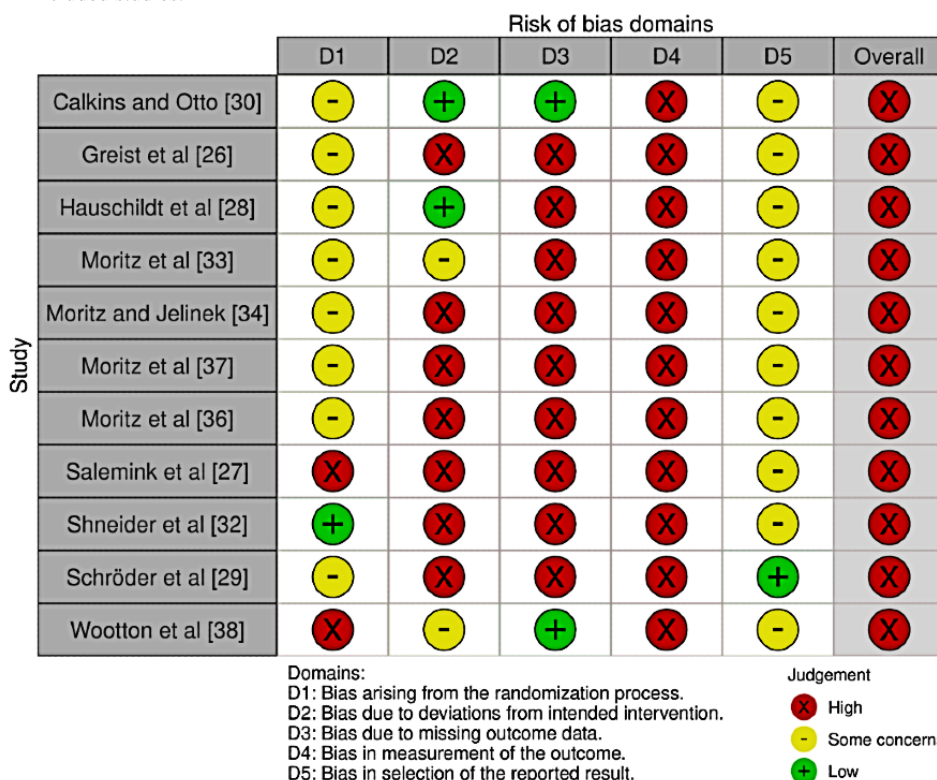 Risk of bias domains
D1 D2 D3 D4 D5 Overall
Study
Calkins and Otto [30] - + + X - X
Greist et al [26] - X X X - X
Hauschildt et al [28] - + X X - X
Moritz et al [33] - - X X - X
Moritz and Jelinek [34] - X X X - X
Moritz et al [37] - X X X - X
Moritz et al [36] - X X X - X
Salemink et al [27] X X X X - X
Shneider et al [32] + X X X - X
Schröder et al [29] - X X X + X
Wootton et al [38] X - + X - X
Domains:
D1: Bias arising from the randomization process.
D2: Bias due to deviations from intended intervention.
D3: Bias due to missing outcome data.
D4: Bias in measurement of the outcome.
D5: Bias in selection of the reported result.
Judgement
X High
- Some concern
+ Low